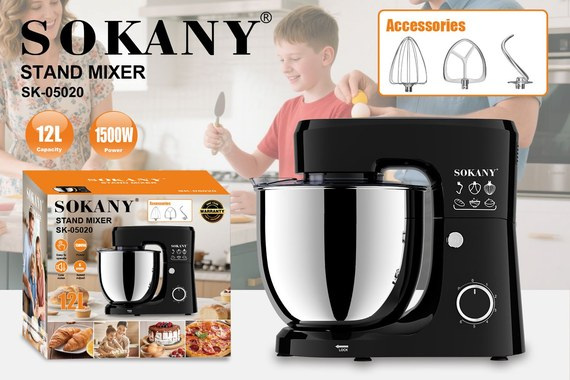 SOKANY®
STAND MIXER
SK-05020
12L
Capacity
1500W
Power
Accessories
SOKANY
LOCK
SOKANY®
STAND MIXER
SK-05020
Accessories
WARRANTY
SOKANY
12L